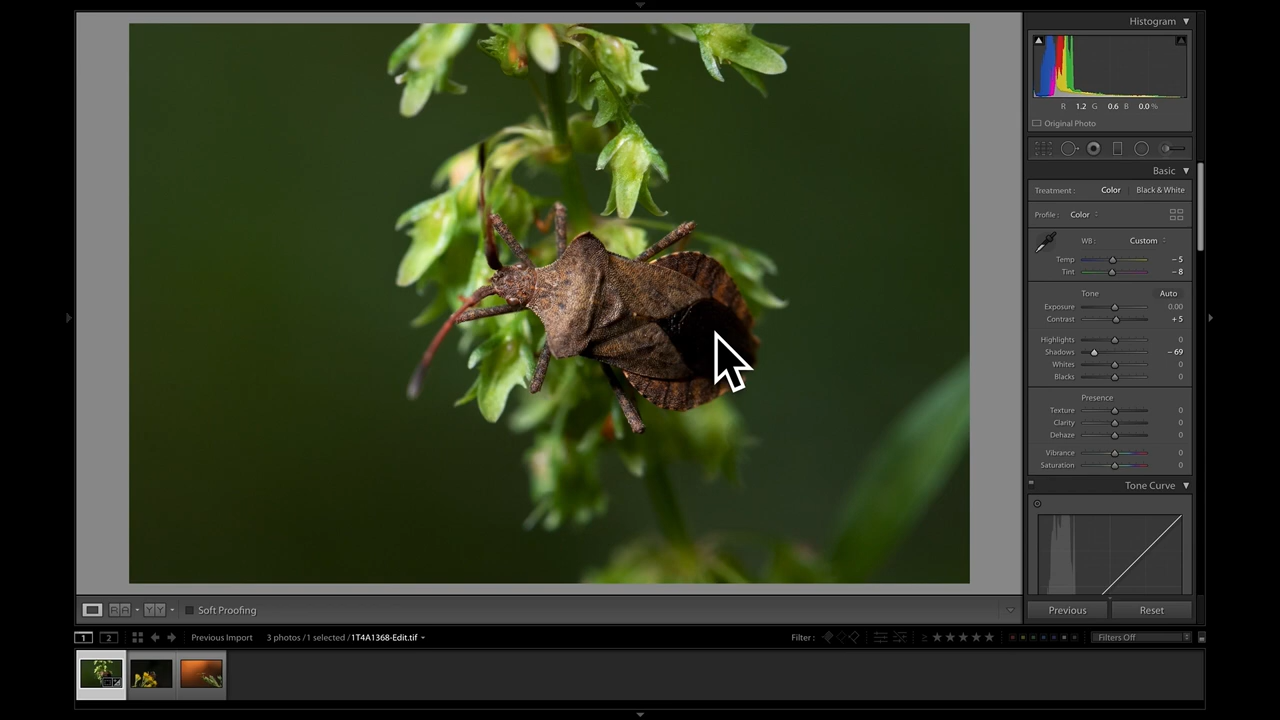 Histogram
R 1.2 G 0.6 B 0.0 %
Original Photo
Basic
Treatment : Color Black & White
Profile : Color
WB : Custom
Temp − 5
Tint − 8
Tone Auto
Exposure 0.00
Contrast + 5
Highlights 0
Shadows − 69
Whites 0
Blacks 0
Presence
Texture 0
Clarity 0
Dehaze 0
Vibrance 0
Saturation 0
Tone Curve
R A Y Y Soft Proofing
Previous Reset
1 2 Previous Import 3 photos / 1 selected / 1T4A1368-Edit.tif Filter : ≥ ★★★★★ Filters Off